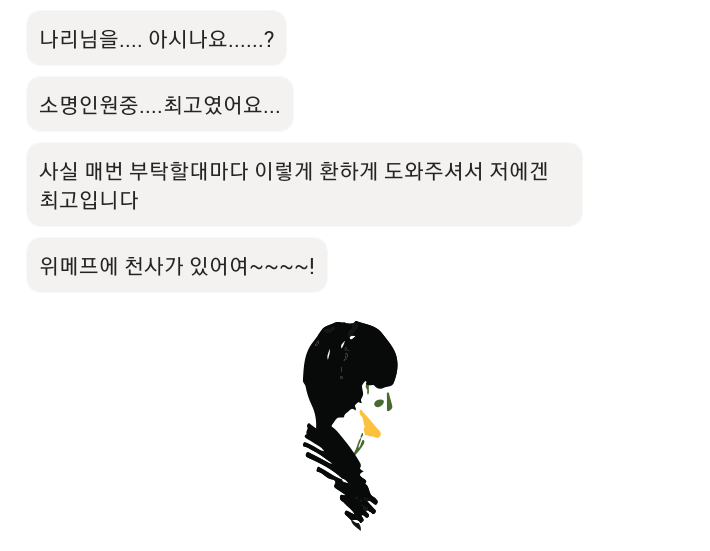 나리님을.... 아시나요......?
소명인원중....최고였어요...
사실 매번 부탁할대마다 이렇게 환하게 도와주셔서 저에겐
최고입니다
위메프에 천사가 있어여~~~~!